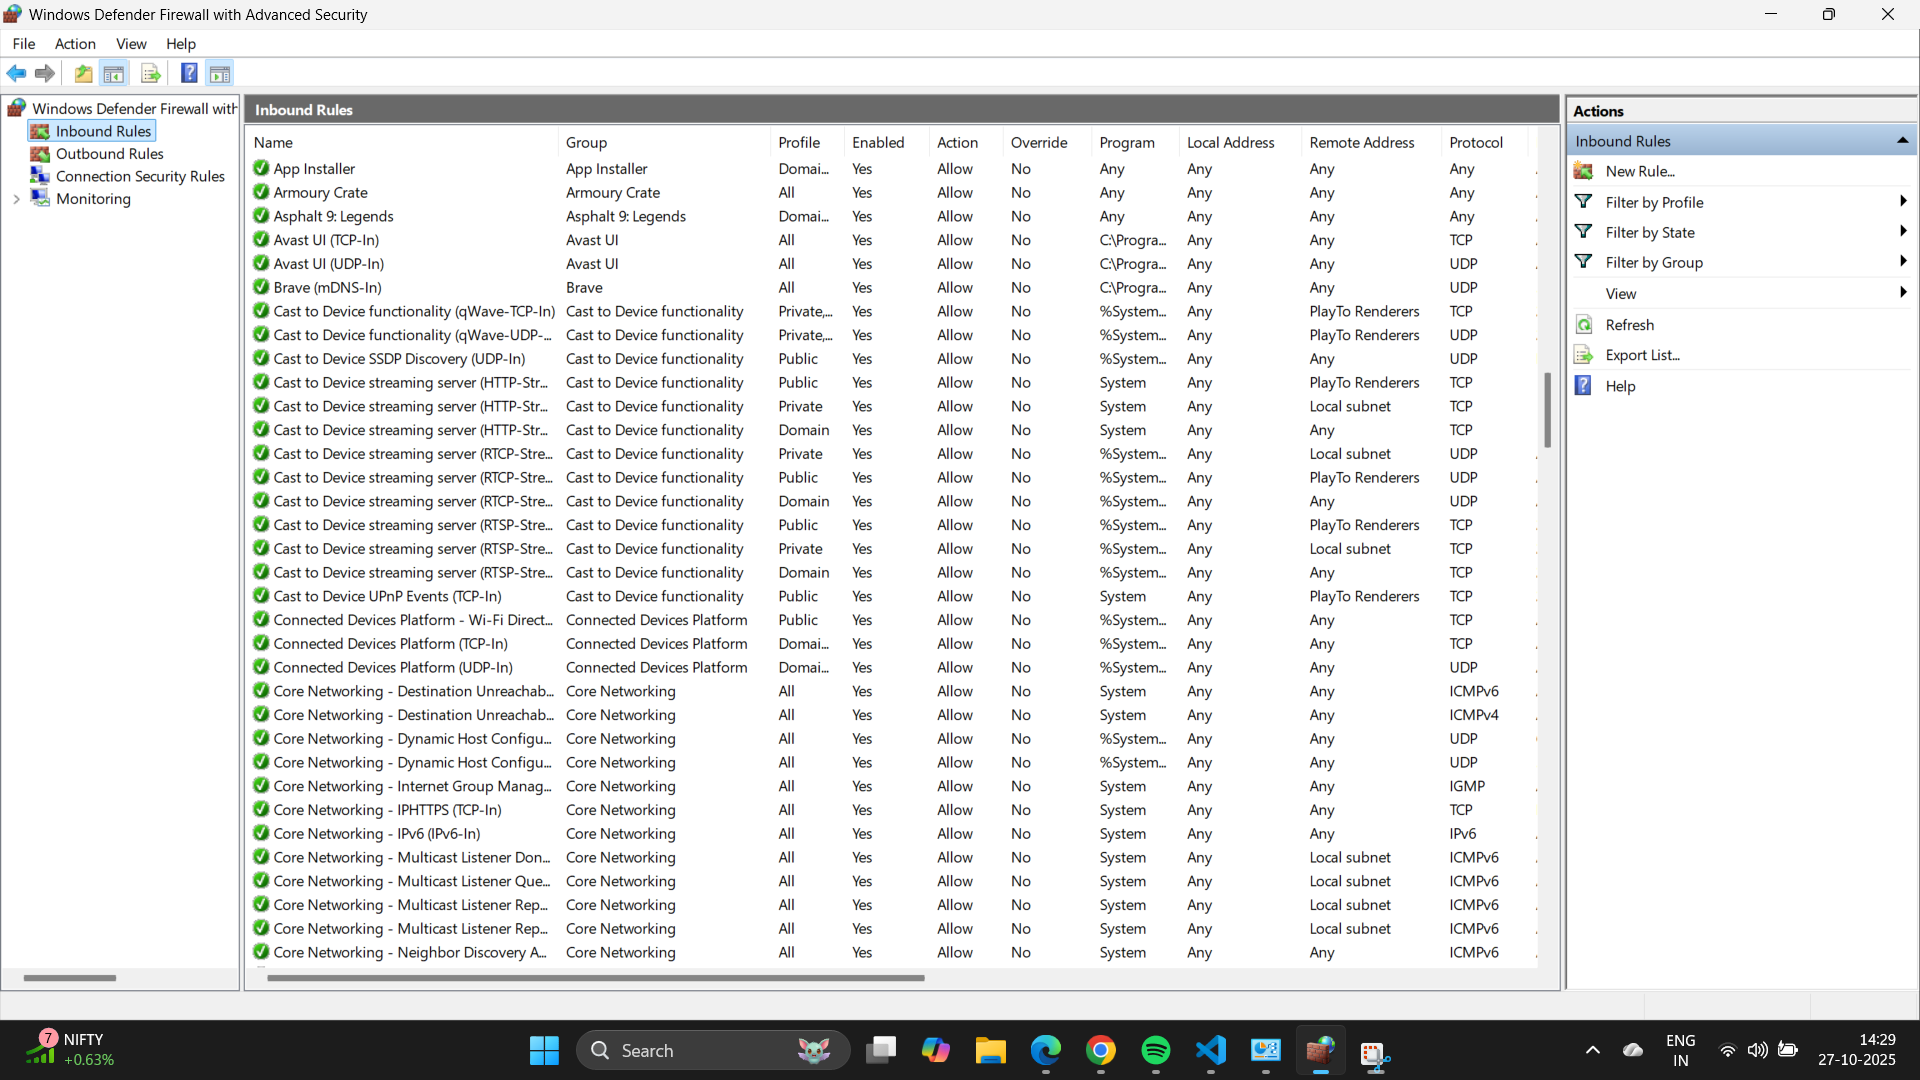 Windows Defender Firewall with Advanced Security
File Action View Help
Windows Defender Firewall with
Inbound Rules
Outbound Rules
Connection Security Rules
Monitoring
Inbound Rules
Name Group Profile Enabled Action Override Program Local Address Remote Address Protocol
App Installer App Installer Domai... Yes Allow No Any Any Any Any
Armoury Crate Armoury Crate All Yes Allow No Any Any Any Any
Asphalt 9: Legends Asphalt 9: Legends Domai... Yes Allow No Any Any Any Any
Avast UI (TCP-In) Avast UI All Yes Allow No C:\Progra... Any Any TCP
Avast UI (UDP-In) Avast UI All Yes Allow No C:\Progra... Any Any UDP
Brave (mDNS-In) Brave All Yes Allow No C:\Progra... Any Any UDP
Cast to Device functionality (qWave-TCP-In) Cast to Device functionality Private,... Yes Allow No %System... Any PlayTo Renderers TCP
Cast to Device functionality (qWave-UDP-... Cast to Device functionality Private,... Yes Allow No %System... Any PlayTo Renderers UDP
Cast to Device SSDP Discovery (UDP-In) Cast to Device functionality Public Yes Allow No %System... Any Any UDP
Cast to Device streaming server (HTTP-Str... Cast to Device functionality Public Yes Allow No System Any PlayTo Renderers TCP
Cast to Device streaming server (HTTP-Str... Cast to Device functionality Private Yes Allow No System Any Local subnet TCP
Cast to Device streaming server (HTTP-Str... Cast to Device functionality Domain Yes Allow No System Any Any TCP
Cast to Device streaming server (RTCP-Stre... Cast to Device functionality Private Yes Allow No %System... Any Local subnet UDP
Cast to Device streaming server (RTCP-Stre... Cast to Device functionality Public Yes Allow No %System... Any PlayTo Renderers UDP
Cast to Device streaming server (RTCP-Stre... Cast to Device functionality Domain Yes Allow No %System... Any Any UDP
Cast to Device streaming server (RTSP-Stre... Cast to Device functionality Public Yes Allow No %System... Any PlayTo Renderers TCP
Cast to Device streaming server (RTSP-Stre... Cast to Device functionality Private Yes Allow No %System... Any Local subnet TCP
Cast to Device streaming server (RTSP-Stre... Cast to Device functionality Domain Yes Allow No %System... Any Any TCP
Cast to Device UPnP Events (TCP-In) Cast to Device functionality Public Yes Allow No System Any PlayTo Renderers TCP
Connected Devices Platform - Wi-Fi Direct... Connected Devices Platform Public Yes Allow No %System... Any Any TCP
Connected Devices Platform (TCP-In) Connected Devices Platform Domai... Yes Allow No %System... Any Any TCP
Connected Devices Platform (UDP-In) Connected Devices Platform Domai... Yes Allow No %System... Any Any UDP
Core Networking - Destination Unreachab... Core Networking All Yes Allow No System Any Any ICMPv6
Core Networking - Destination Unreachab... Core Networking All Yes Allow No System Any Any ICMPv4
Core Networking - Dynamic Host Configu... Core Networking All Yes Allow No %System... Any Any UDP
Core Networking - Dynamic Host Configu... Core Networking All Yes Allow No %System... Any Any UDP
Core Networking - Internet Group Manag... Core Networking All Yes Allow No System Any Any IGMP
Core Networking - IPHTTPS (TCP-In) Core Networking All Yes Allow No System Any Any TCP
Core Networking - IPv6 (IPv6-In) Core Networking All Yes Allow No System Any Any IPv6
Core Networking - Multicast Listener Don... Core Networking All Yes Allow No System Any Local subnet ICMPv6
Core Networking - Multicast Listener Que... Core Networking All Yes Allow No System Any Local subnet ICMPv6
Core Networking - Multicast Listener Rep... Core Networking All Yes Allow No System Any Local subnet ICMPv6
Core Networking - Multicast Listener Rep... Core Networking All Yes Allow No System Any Local subnet ICMPv6
Core Networking - Neighbor Discovery A... Core Networking All Yes Allow No System Any Any ICMPv6
Actions
Inbound Rules
New Rule...
Filter by Profile
Filter by State
Filter by Group
View
Refresh
Export List...
Help
7 NIFTY
+0.63%
Search
ENG
IN
14:29
27-10-2025